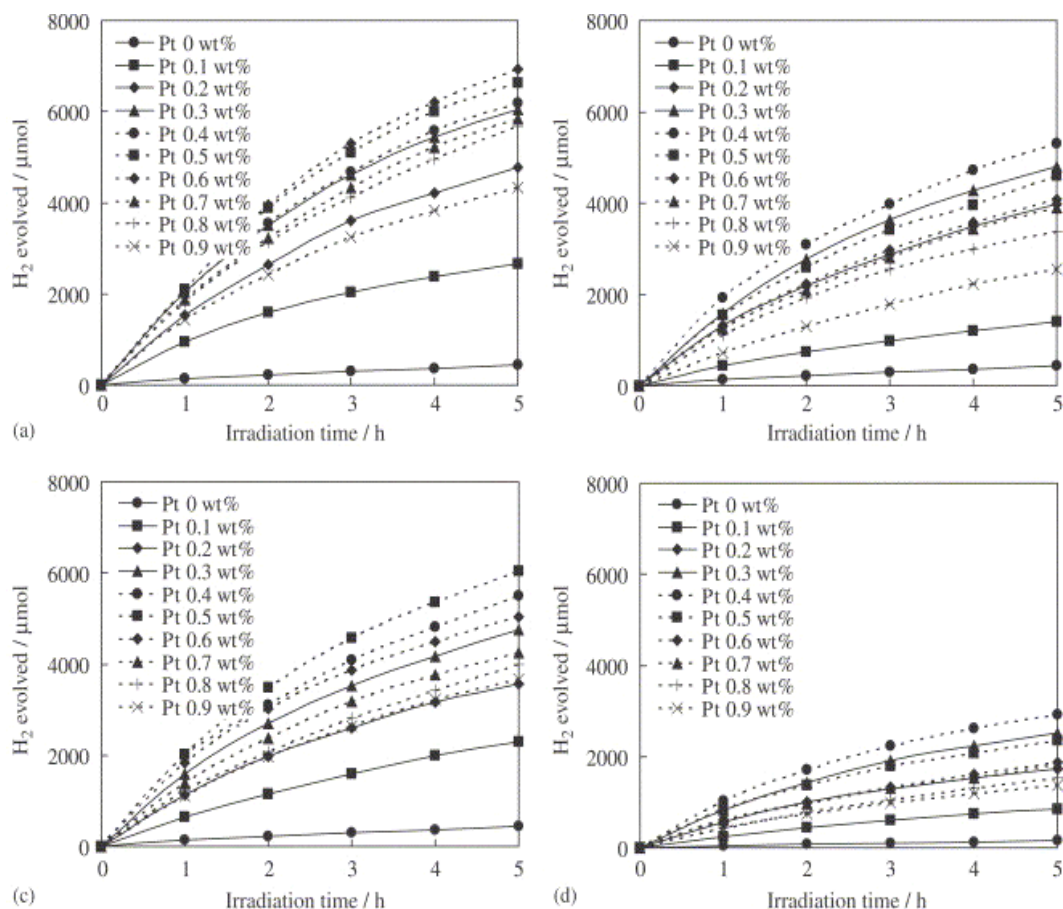 8000
6000
4000
2000
0
H₂ evolved / μmol
Pt 0 wt%
Pt 0.1 wt%
Pt 0.2 wt%
Pt 0.3 wt%
Pt 0.4 wt%
Pt 0.5 wt%
Pt 0.6 wt%
Pt 0.7 wt%
Pt 0.8 wt%
Pt 0.9 wt%
0 1 2 3 4 5
Irradiation time / h
(a)
8000
6000
4000
2000
0
H₂ evolved / μmol
Pt 0 wt%
Pt 0.1 wt%
Pt 0.2 wt%
Pt 0.3 wt%
Pt 0.4 wt%
Pt 0.5 wt%
Pt 0.6 wt%
Pt 0.7 wt%
Pt 0.8 wt%
Pt 0.9 wt%
0 1 2 3 4 5
Irradiation time / h
8000
6000
4000
2000
0
H₂ evolved / μmol
Pt 0 wt%
Pt 0.1 wt%
Pt 0.2 wt%
Pt 0.3 wt%
Pt 0.4 wt%
Pt 0.5 wt%
Pt 0.6 wt%
Pt 0.7 wt%
Pt 0.8 wt%
Pt 0.9 wt%
0 1 2 3 4 5
Irradiation time / h
(c)
8000
6000
4000
2000
0
H₂ evolved / μmol
Pt 0 wt%
Pt 0.1 wt%
Pt 0.2 wt%
Pt 0.3 wt%
Pt 0.4 wt%
Pt 0.5 wt%
Pt 0.6 wt%
Pt 0.7 wt%
Pt 0.8 wt%
Pt 0.9 wt%
0 1 2 3 4 5
Irradiation time / h
(d)